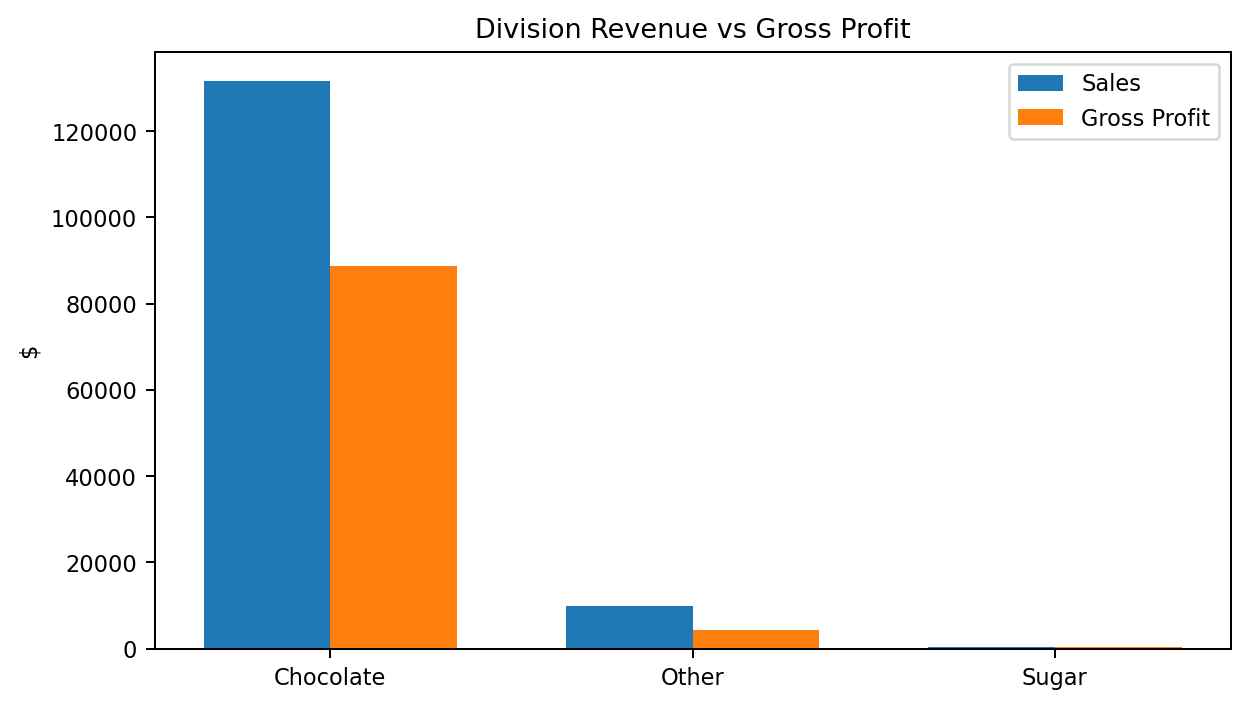 Division Revenue vs Gross Profit
Sales
Gross Profit
120000
100000
80000
60000
40000
20000
0
$
Chocolate
Other
Sugar